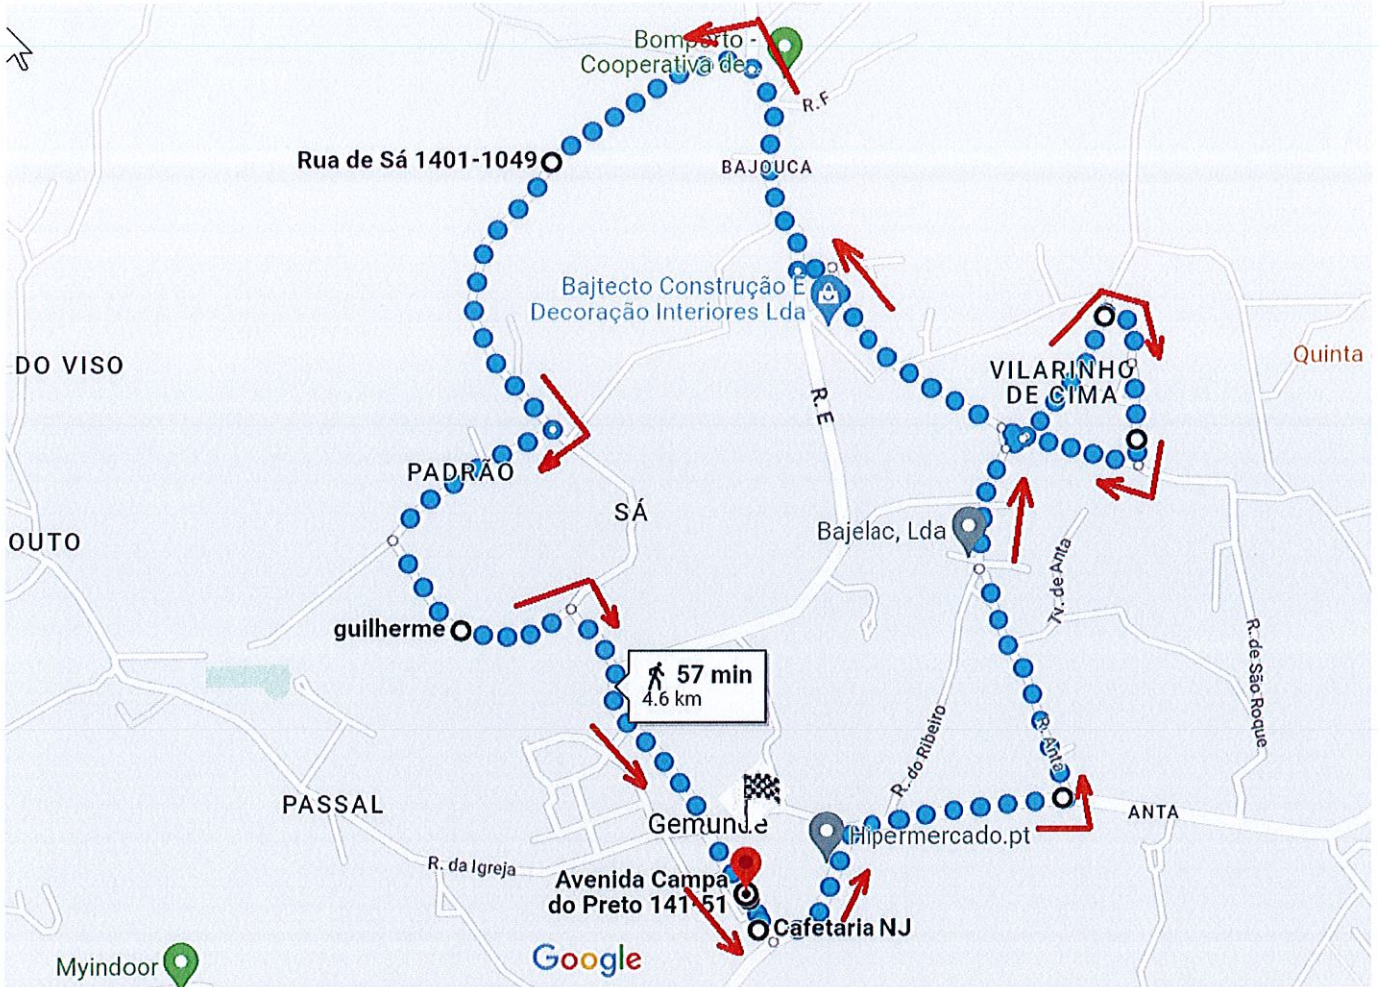 Bomporto -
Cooperativa de
R.F
Rua de Sá 1401-1049
BAJOUCA
Bajtecto Construção E
Decoração Interiores Lda
DO VISO
Quinta
VILARINHO
DE CIMA
R. E
PADRÃO
SÁ
Bajelac, Lda
OUTO
Tv. de Anta
guilherme
R. de São Roque
57 min
4.6 km
R. do Ribeiro
R. Anta
PASSAL
Gemunde
Hipermercado.pt
ANTA
R. da Igreja
Avenida Campa
do Preto 141-51
Cafetaria NJ
Google
Myindoor